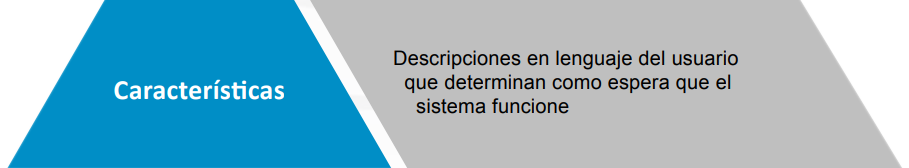 Características
Descripciones en lenguaje del usuario
que determinan como espera que el
sistema funcione